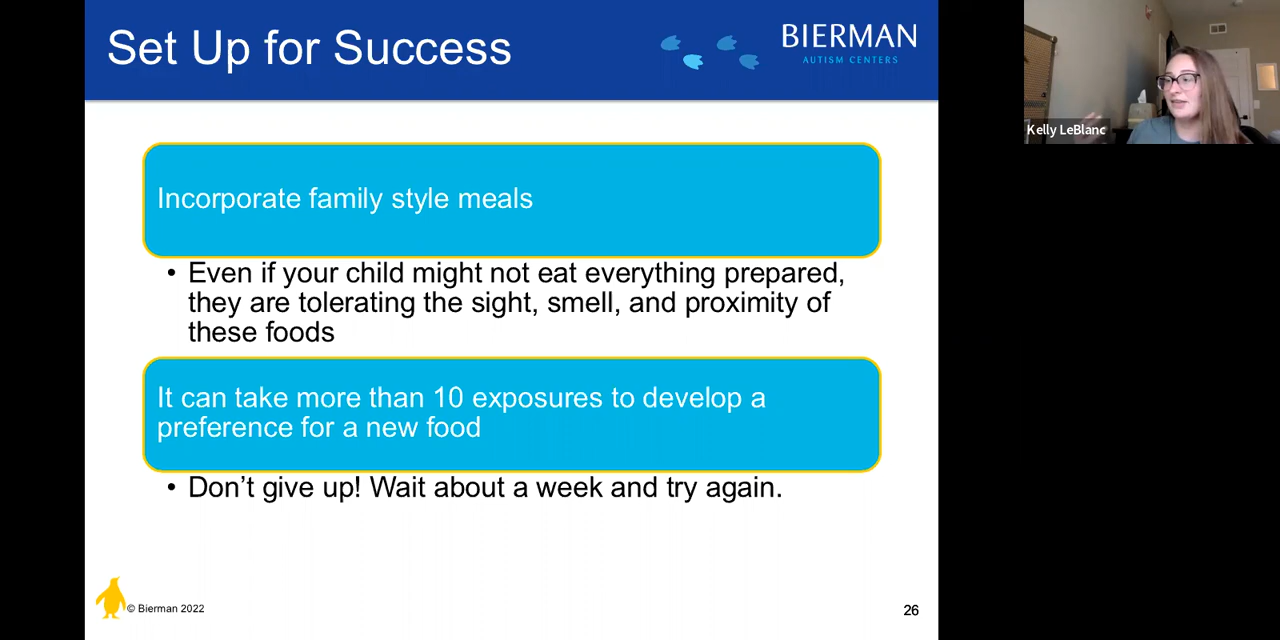 Set Up for Success
BIERMAN
AUTISM CENTERS
Kelly LeBlanc
Incorporate family style meals
• Even if your child might not eat everything prepared,
they are tolerating the sight, smell, and proximity of
these foods
It can take more than 10 exposures to develop a
preference for a new food
• Don’t give up! Wait about a week and try again.
© Bierman 2022
26